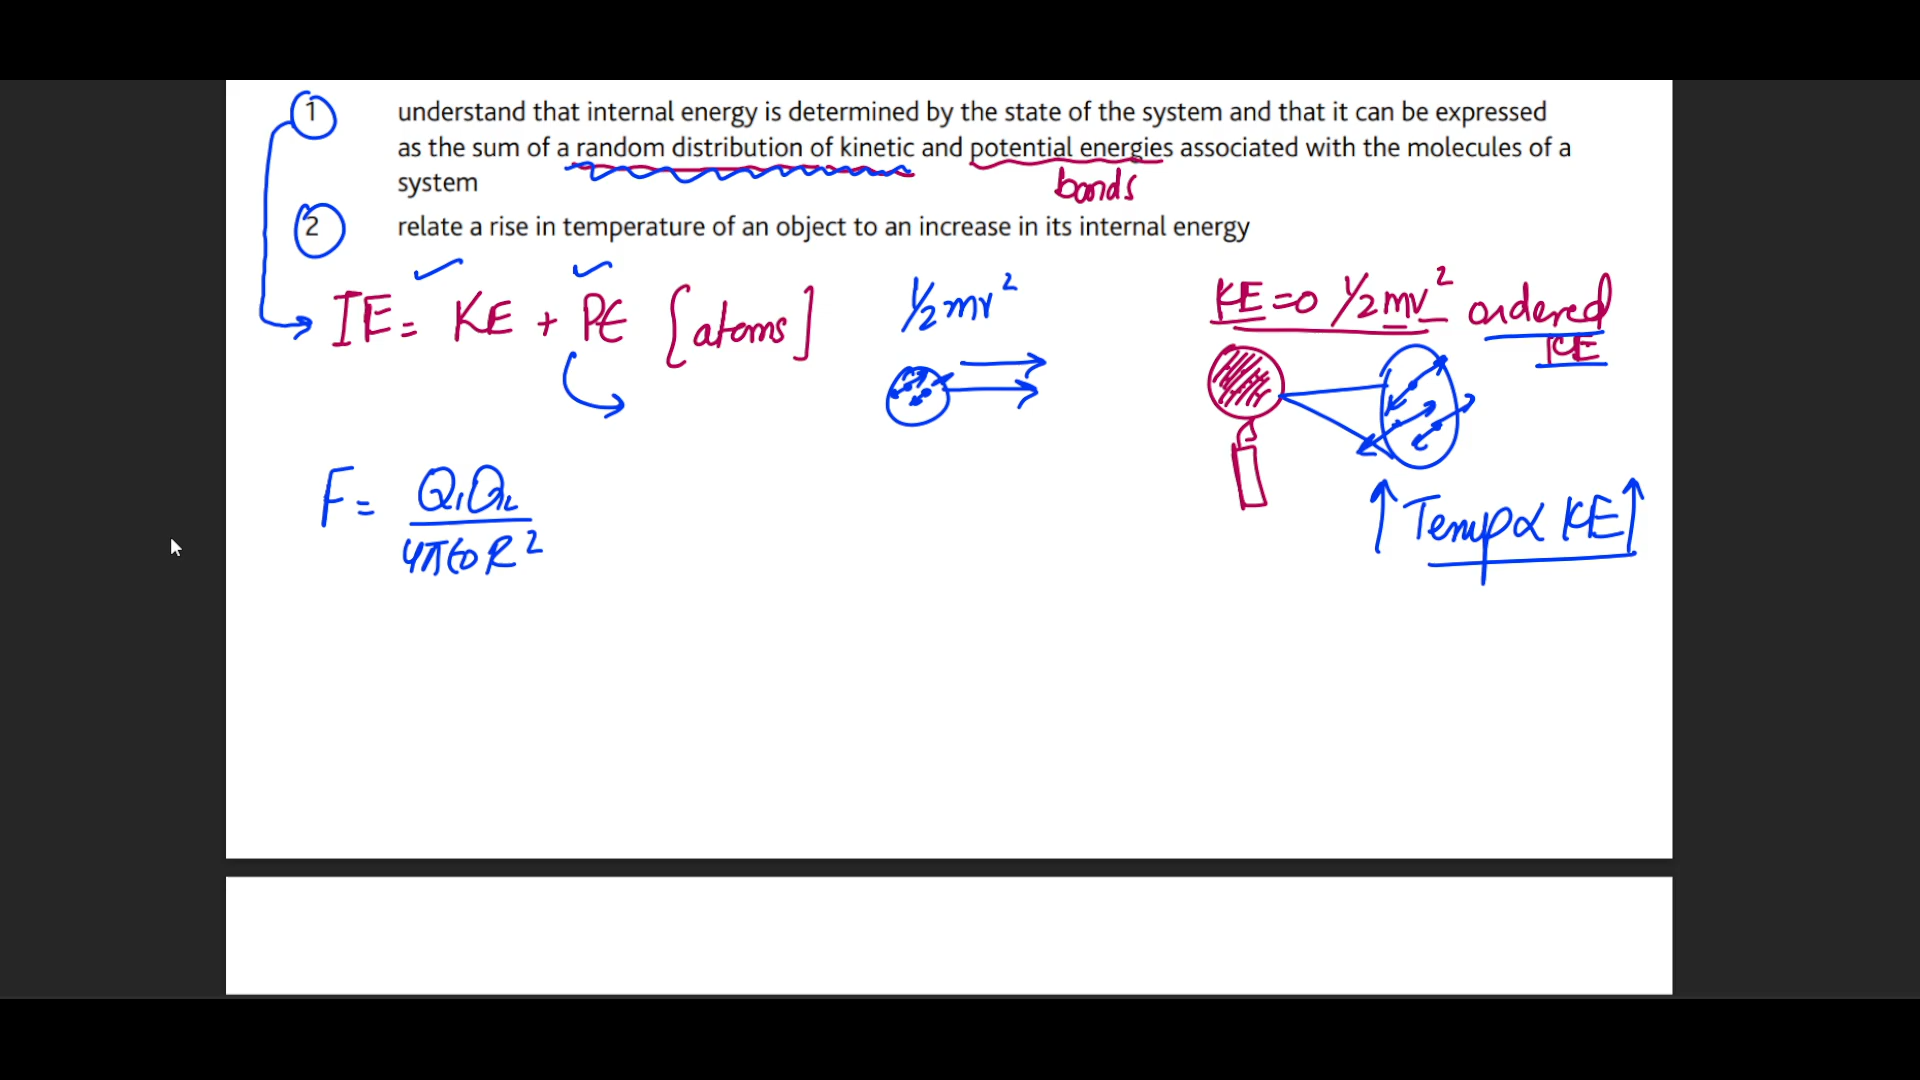 1 understand that internal energy is determined by the state of the system and that it can be expressed
as the sum of a random distribution of kinetic and potential energies associated with the molecules of a
system
bonds
2 relate a rise in temperature of an object to an increase in its internal energy
IE = KE + PE [atoms]
½mv²
KE=0 ½mv² ordered
KE
F = Q₁Q₂
4πε₀R²
↑ Temp ∝ KE ↑